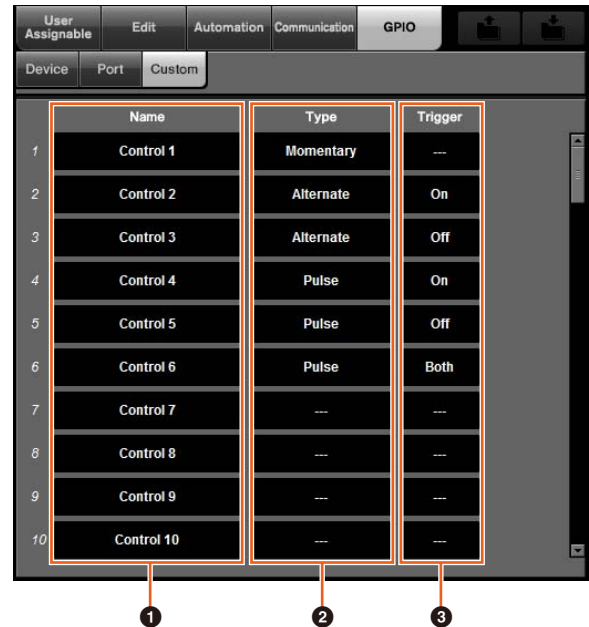 User Assignable Edit Automation Communication GPIO
Device Port Custom
Name Type Trigger
1 Control 1 Momentary ---
2 Control 2 Alternate On
3 Control 3 Alternate Off
4 Control 4 Pulse On
5 Control 5 Pulse Off
6 Control 6 Pulse Both
7 Control 7 --- ---
8 Control 8 --- ---
9 Control 9 --- ---
10 Control 10 --- ---
1 2 3